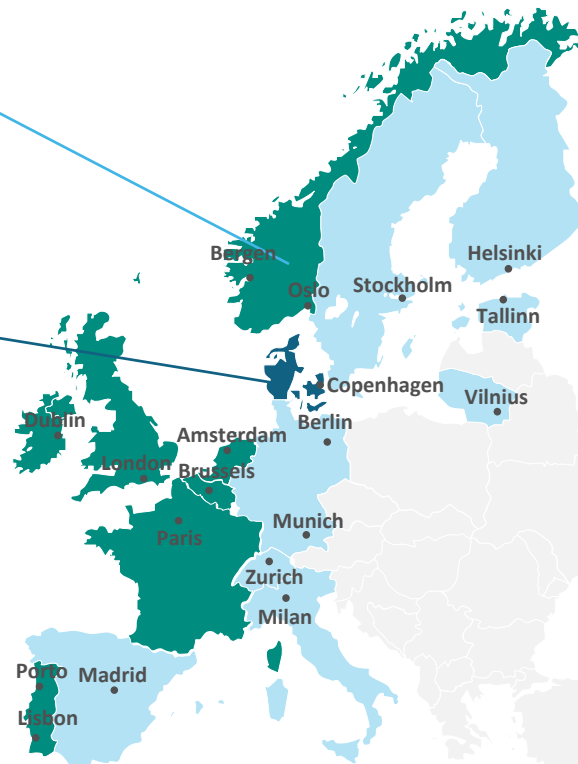 Bergen
Helsinki
Oslo
Stockholm
Tallinn
Copenhagen
Vilnius
Dublin
Berlin
Amsterdam
London
Brussels
Munich
Paris
Zurich
Milan
Porto
Madrid
Lisbon